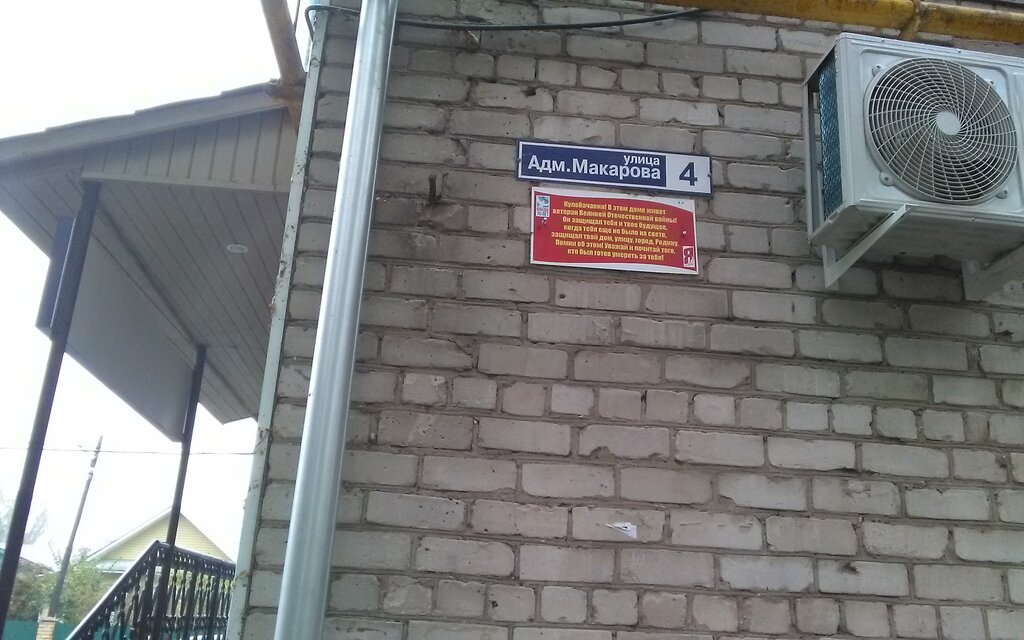 улица
Адм.Макарова
4
Кулебачанин! В этом доме живет
ветеран Великой Отечественной войны!
Он защищал тебя и твое будущее,
когда тебя еще не было на свете,
защищал твой дом, улицу, город, Родину.
Помни об этом! Уважай и почитай того,
кто был готов умереть за тебя!